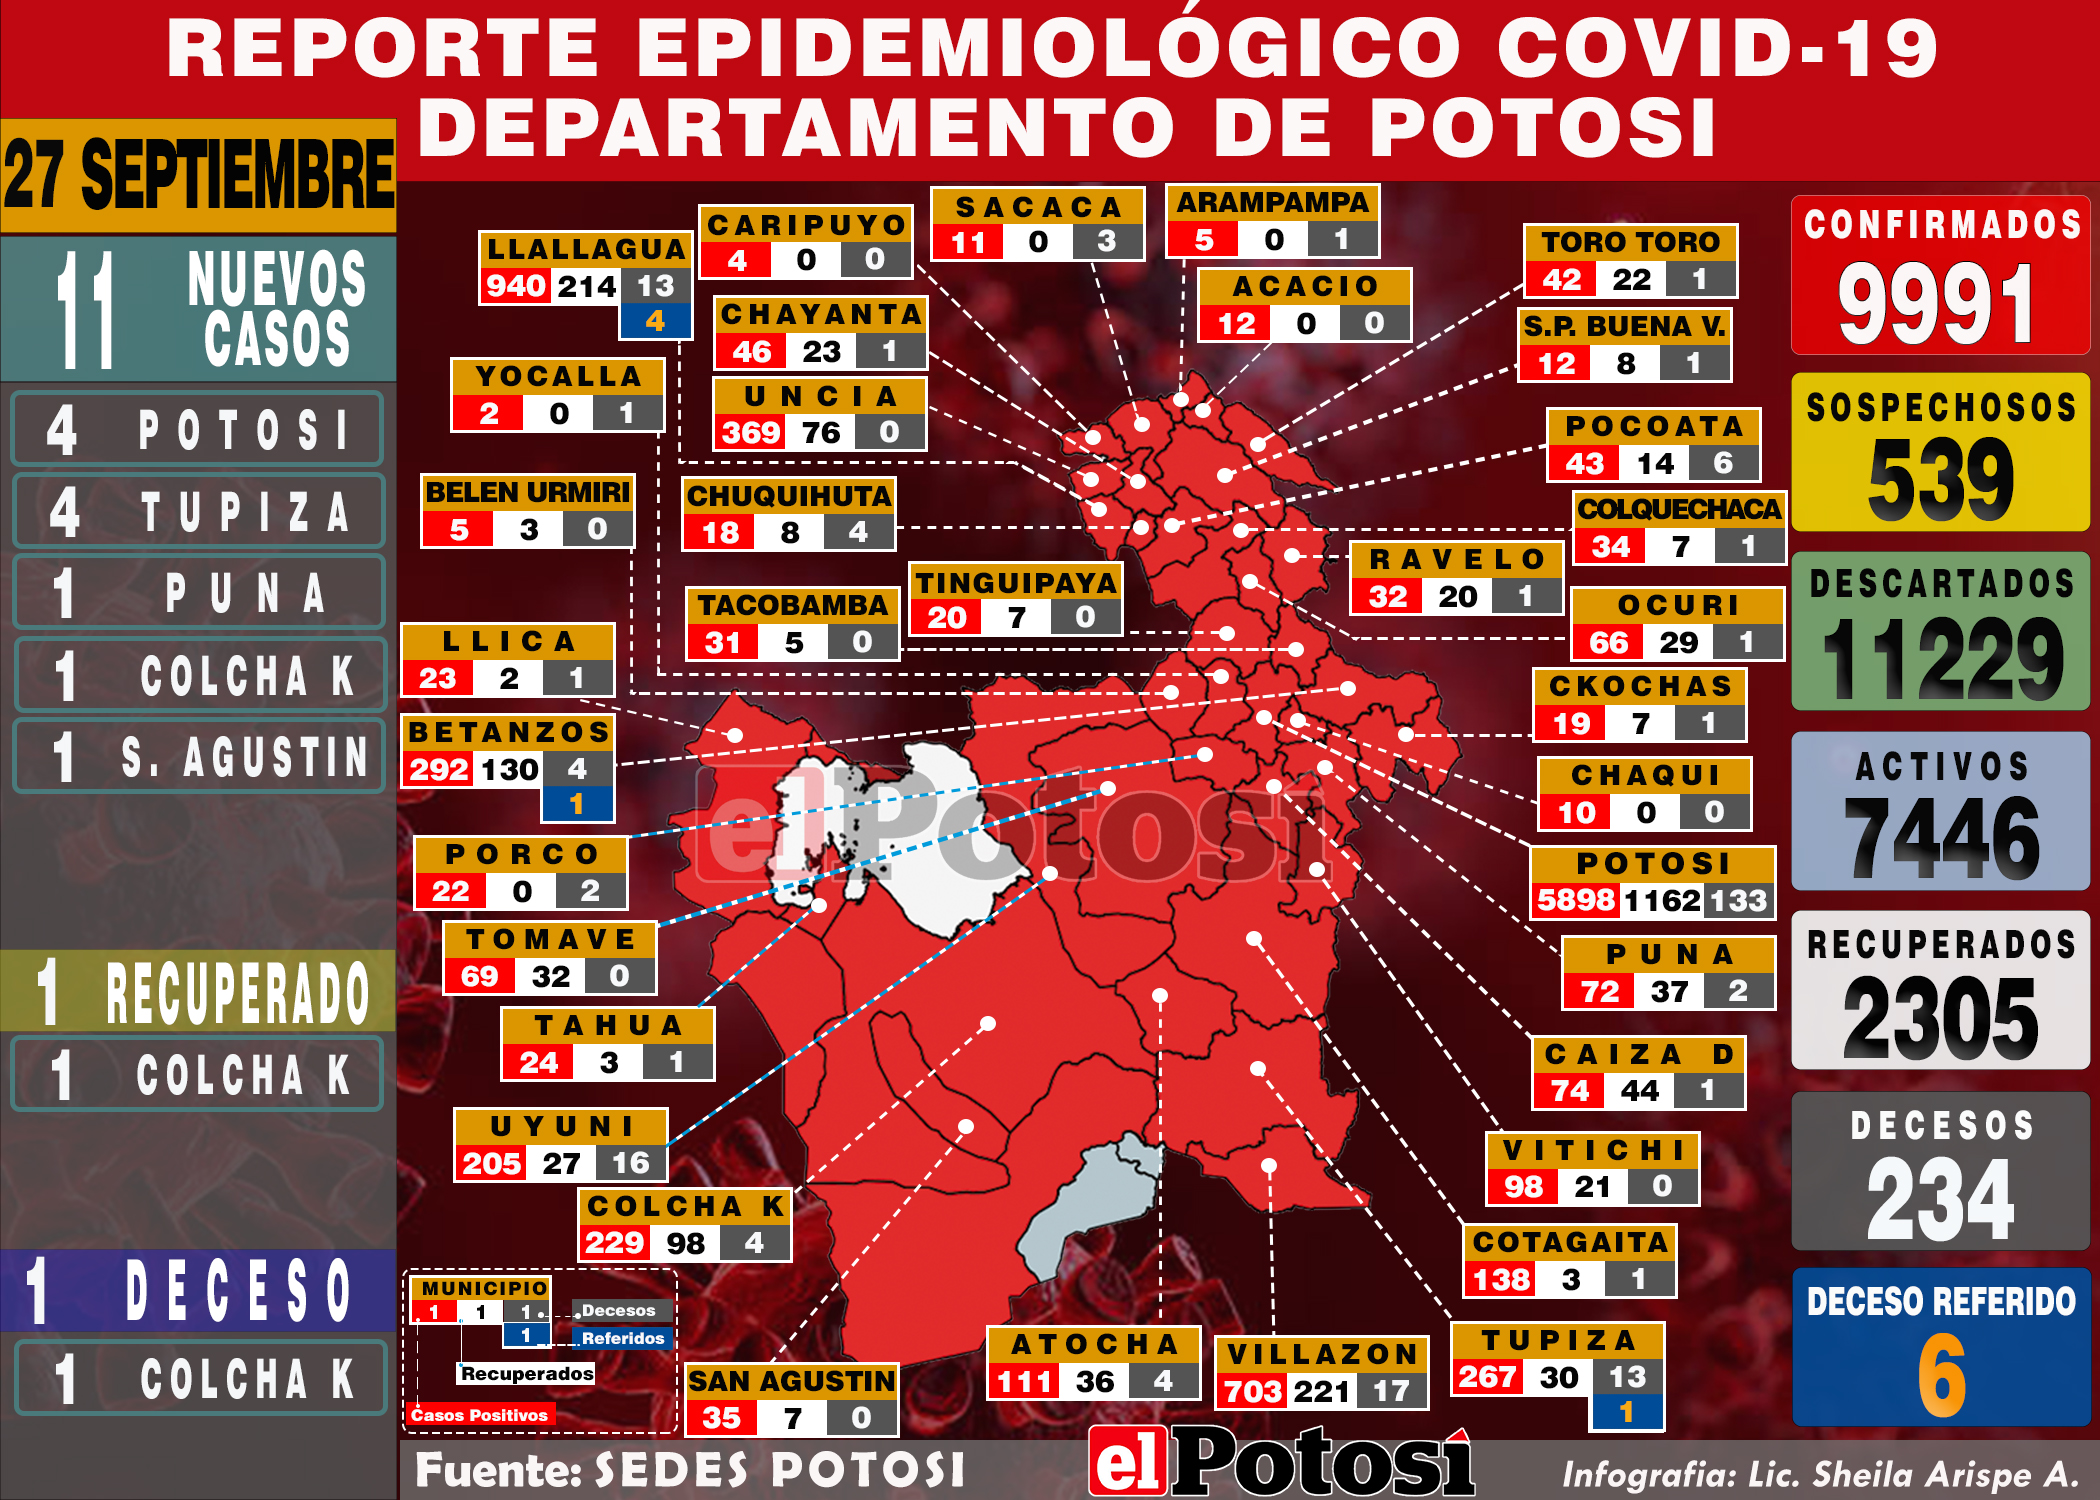 REPORTE EPIDEMIOLÓGICO COVID-19
DEPARTAMENTO DE POTOSI
27 SEPTIEMBRE
11 NUEVOS
CASOS
4 POTOSI
4 TUPIZA
1 PUNA
1 COLCHA K
1 S. AGUSTIN
1 RECUPERADO
1 COLCHA K
1 DECESO
1 COLCHA K
LLALLAGUA
940 214 13
4
CARIPUYO
4 0 0
SACACA
11 0 3
ARAMPAMPA
5 0 1
ACACIO
12 0 0
TORO TORO
42 22 1
S.P. BUENA V.
12 8 1
CHAYANTA
46 23 1
YOCALLA
2 0 1
UNCIA
369 76 0
POCOATA
43 14 6
BELEN URMIRI
5 3 0
CHUQUIHUTA
18 8 4
COLQUECHACA
34 7 1
RAVELO
32 20 1
TINGUIPAYA
20 7 0
TACOBAMBA
31 5 0
OCURI
66 29 1
LLICA
23 2 1
CKOCHAS
19 7 1
BETANZOS
292 130 4
1
CHAQUI
10 0 0
PORCO
22 0 2
POTOSI
5898 1162 133
TOMAVE
69 32 0
PUNA
72 37 2
TAHUA
24 3 1
CAIZA D
74 44 1
UYUNI
205 27 16
VITICHI
98 21 0
COLCHA K
229 98 4
COTAGAITA
138 3 1
SAN AGUSTIN
35 7 0
ATOCHA
111 36 4
VILLAZON
703 221 17
TUPIZA
267 30 13
1
el Potosí
MUNICIPIO
1 1 1 Decesos
1 Referidos
Recuperados
Casos Positivos
CONFIRMADOS
9991
SOSPECHOSOS
539
DESCARTADOS
11229
ACTIVOS
7446
RECUPERADOS
2305
DECESOS
234
DECESO REFERIDO
6
Fuente: SEDES POTOSI
el Potosí
Infografia: Lic. Sheila Arispe A.